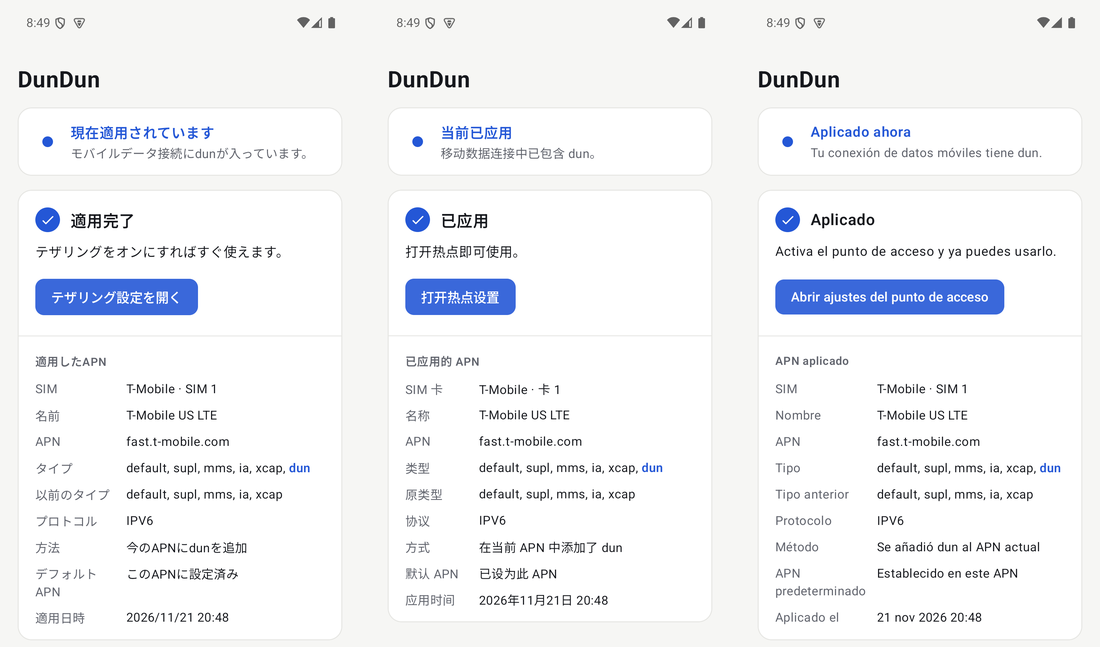 8:49
DunDun
現在適用されています
モバイルデータ接続にdunが入っています。
適用完了
テザリングをオンにすればすぐ使えます。
テザリング設定を開く
適用したAPN
SIM T-Mobile · SIM 1
名前 T-Mobile US LTE
APN fast.t-mobile.com
タイプ default, supl, mms, ia, xcap, dun
以前のタイプ default, supl, mms, ia, xcap
プロトコル IPV6
方法 今のAPNにdunを追加
デフォルト このAPNに設定済み
APN
適用日時 2026/11/21 20:48
8:49
DunDun
当前已应用
移动数据连接中已包含 dun。
已应用
打开热点即可使用。
打开热点设置
已应用的 APN
SIM 卡 T-Mobile · 卡 1
名称 T-Mobile US LTE
APN fast.t-mobile.com
类型 default, supl, mms, ia, xcap, dun
原类型 default, supl, mms, ia, xcap
协议 IPV6
方式 在当前 APN 中添加了 dun
默认 APN 已设为此 APN
应用时间 2026年11月21日 20:48
8:49
DunDun
Aplicado ahora
Tu conexión de datos móviles tiene dun.
Aplicado
Activa el punto de acceso y ya puedes usarlo.
Abrir ajustes del punto de acceso
APN aplicado
SIM T-Mobile · SIM 1
Nombre T-Mobile US LTE
APN fast.t-mobile.com
Tipo default, supl, mms, ia, xcap, dun
Tipo anterior default, supl, mms, ia, xcap
Protocolo IPV6
Método Se añadió dun al APN actual
APN Establecido en este APN
predeterminado
Aplicado el 21 nov 2026 20:48